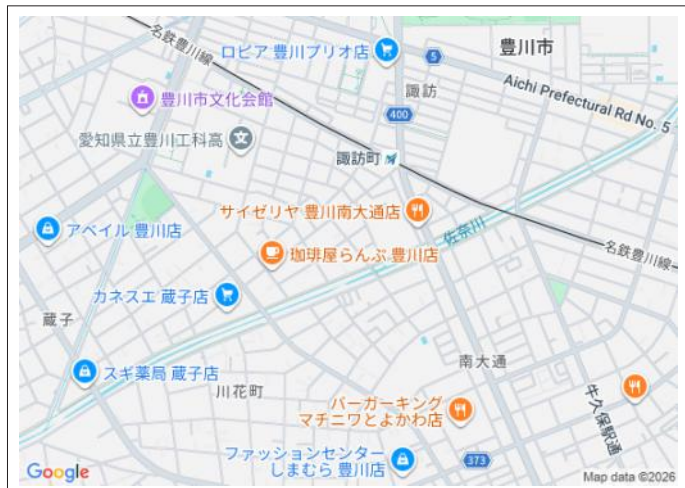 名鉄豊川線
ロピア 豊川プリオ店
5
豊川市
Aichi Prefectural Rd No. 5
諏訪
400
豊川市文化会館
愛知県立豊川工科高
文
諏訪町
サイゼリヤ 豊川南大通店
アベイル 豊川店
珈琲屋らんぷ 豊川店
佐奈川
名鉄豊川線
カネスエ 蔵子店
蔵子
スギ薬局 蔵子店
川花町
南大通
バーガーキング
マチニワとよかわ店
牛久保駅通
ファッションセンター
しまむら 豊川店
373
Google
Map data ©2026